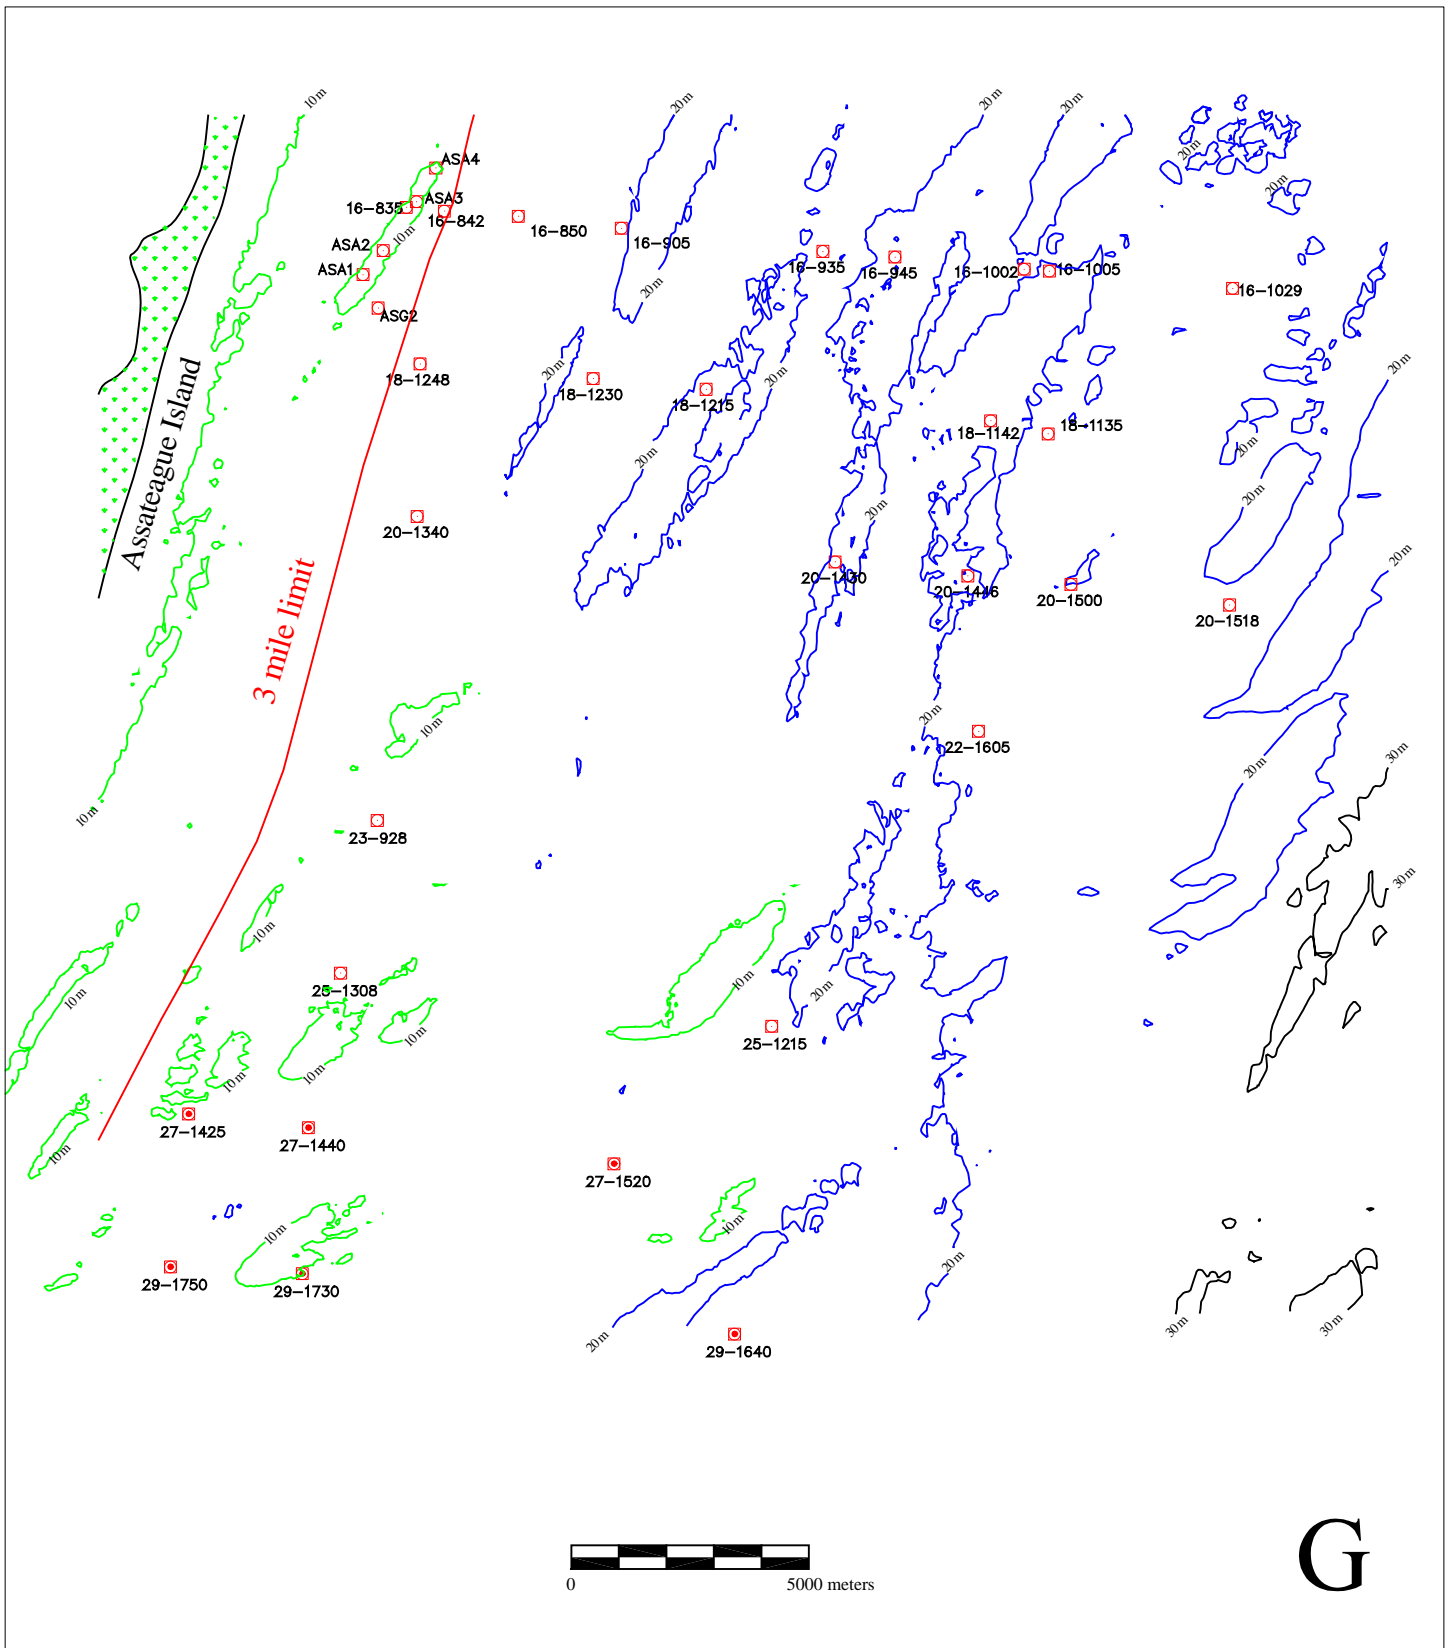 10m
20m
20m
20m
ASA4
20m
20m
ASA3
16-835
16-842
16-850
16-905
ASA2
10m
ASA1
16-935
16-945
16-1002
16-1005
16-1029
20m
ASG2
Assateague Island
18-1248
20m
18-1230
20m
18-1215
20m
18-1142
18-1135
20m
20m
20m
20m
20-1340
3 mile limit
20-1430
20-1446
20-1500
20m
20-1518
10m
20m
22-1605
20m
30m
10m
23-928
30m
10m
10m
25-1308
10m
20m
10m
25-1215
10m
10m
27-1425
27-1440
10m
27-1520
10m
10m
20m
29-1750
29-1730
20m
29-1640
30m
30m
0
5000 meters
G